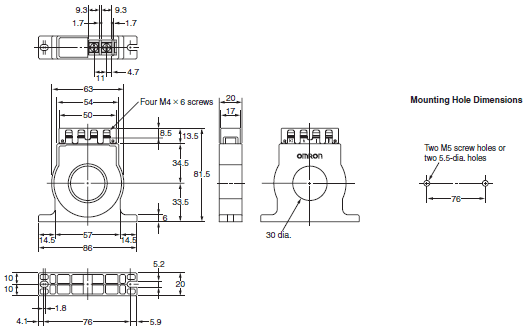 9.3 9.3
1.7 1.7
4.7
11
63
54
50
Four M4 × 6 screws
8.5
13.5
34.5
81.5
33.5
6
14.5 57 14.5
86
20
17
OMRON
30 dia.
Mounting Hole Dimensions
Two M5 screw holes or
two 5.5-dia. holes
76
5.2
10
10
20
1.8
4.1 76 5.9